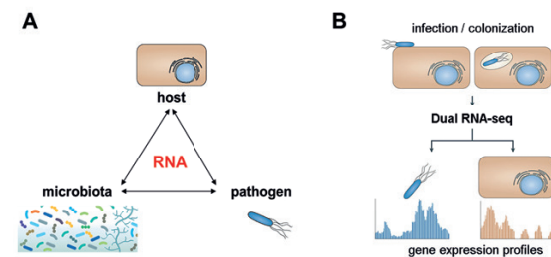 A
host
RNA
microbiota
pathogen
B
infection / colonization
Dual RNA-seq
gene expression profiles